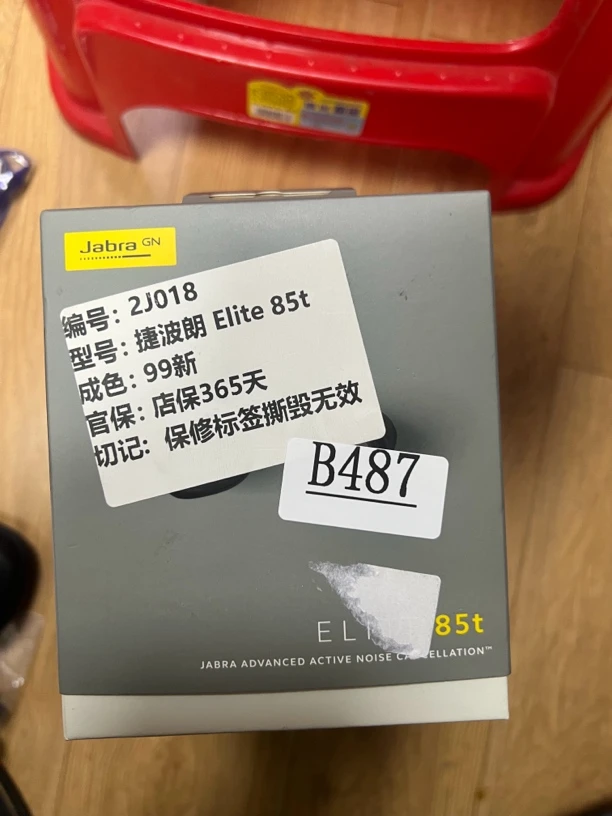 Jabra GN
编号: 2J018
型号: 捷波朗 Elite 85t
成色: 99新
官保: 店保365天
切记: 保修标签撕毁无效
B487
85t
JABRA ADVANCED ACTIVE NOISE